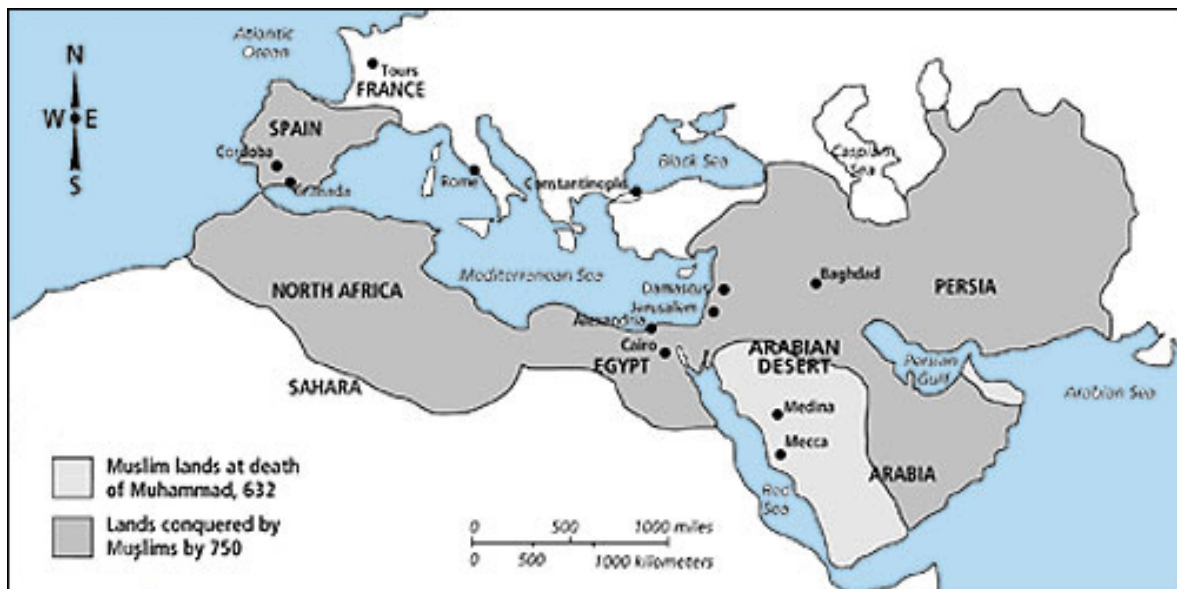 Atlantic
Ocean
N
W E
S
Tours
FRANCE
SPAIN
Cordoba
Granada
Rome
Constantinople
Black Sea
Caspian
Sea
Mediterranean Sea
NORTH AFRICA
Damascus
Jerusalem
Baghdad
PERSIA
Alexandria
Cairo
EGYPT
ARABIAN
DESERT
Persian
Gulf
Arabian Sea
SAHARA
Medina
Mecca
ARABIA
Red
Sea
Muslim lands at death
of Muhammad, 632
Lands conquered by
Muslims by 750
0 500 1000 miles
0 500 1000 kilometers